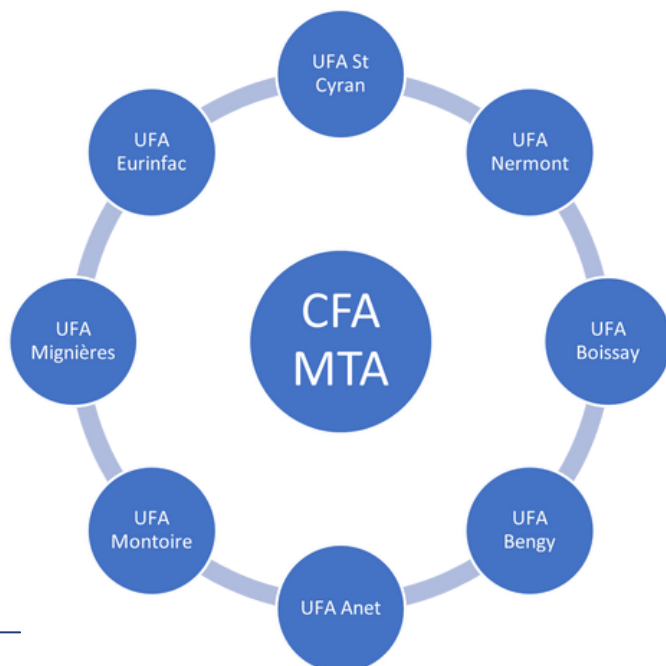 UFA St
Cyran
UFA
Nermont
UFA
Boissay
UFA
Bengy
UFA Anet
UFA
Montoire
UFA
Mignières
UFA
Eurinfac
CFA
MTA